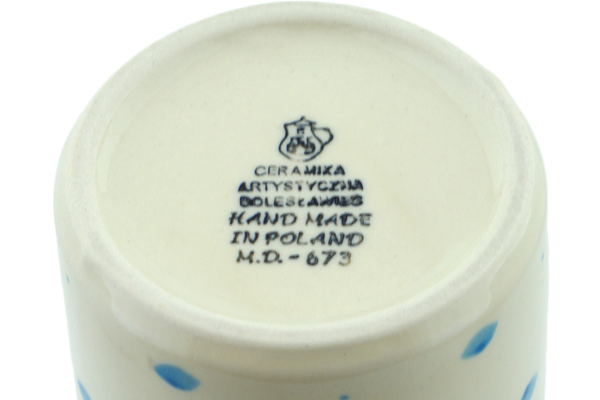 CERAMIKA
ARTYSTYCZNA
BOLESŁAWIEC
HAND MADE
IN POLAND
M.D. - 673